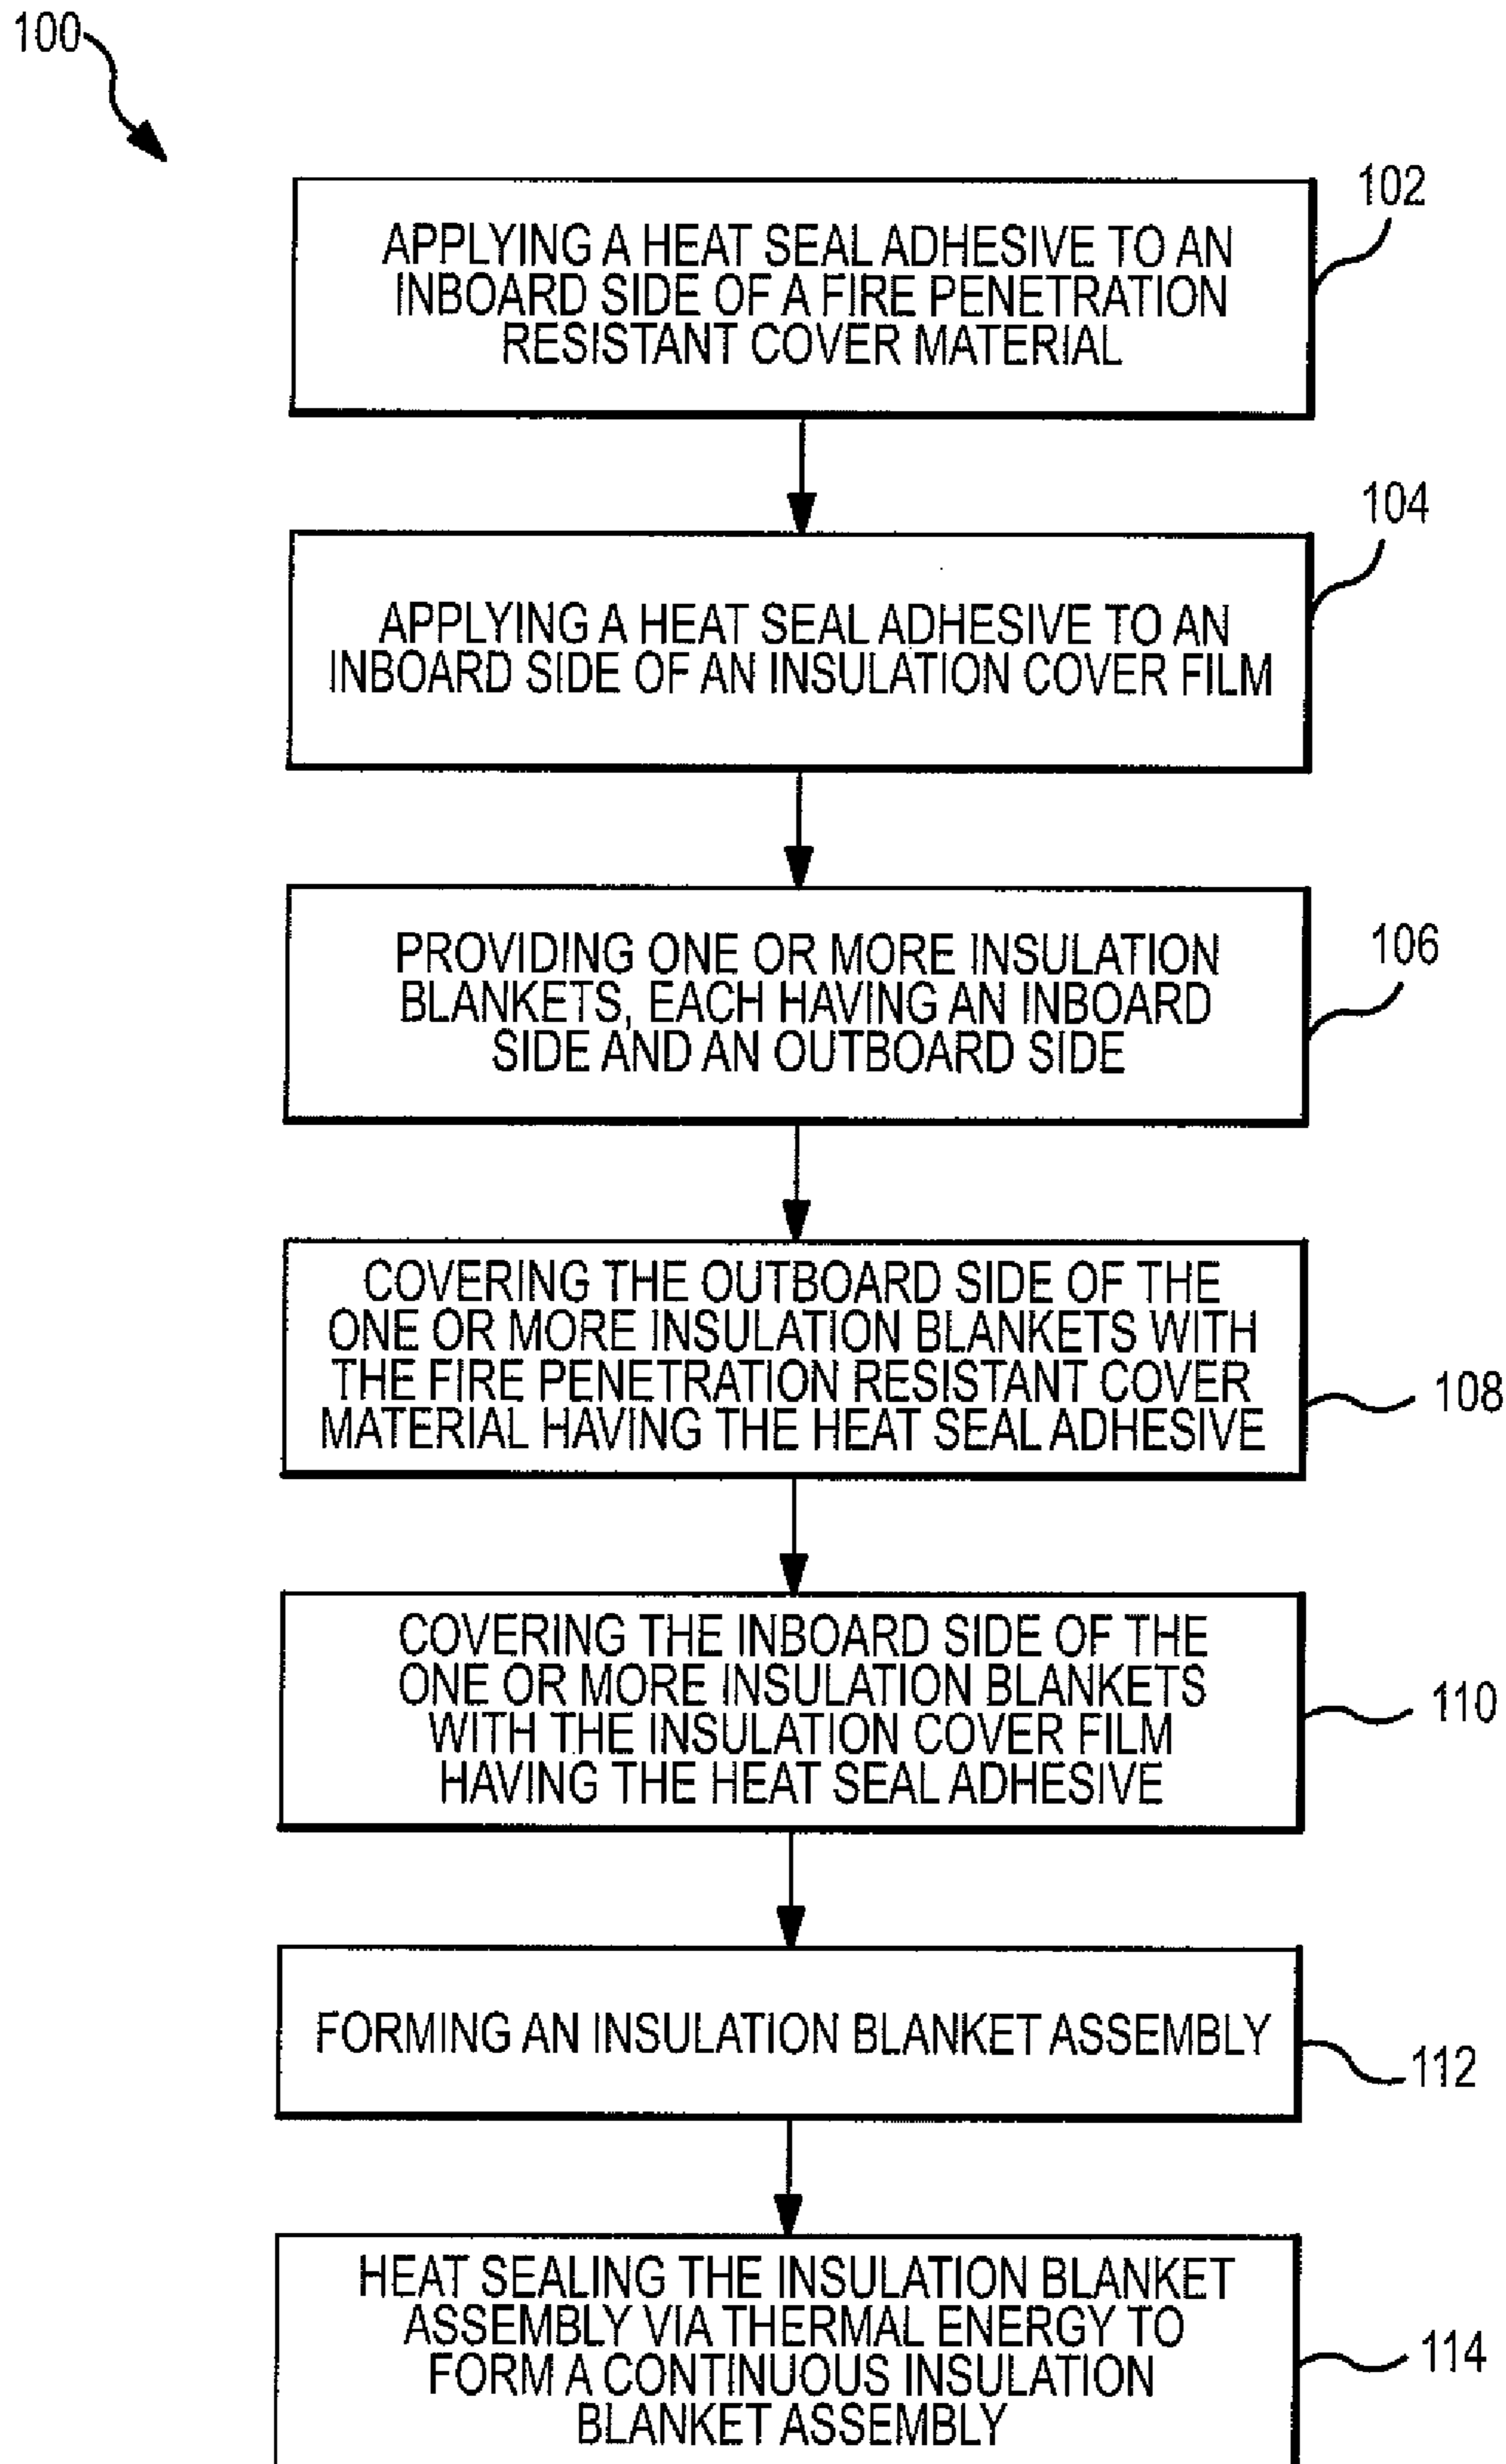 100
102
APPLYING A HEAT SEAL ADHESIVE TO AN
INBOARD SIDE OF A FIRE PENETRATION
RESISTANT COVER MATERIAL
104
APPLYING A HEAT SEAL ADHESIVE TO AN
INBOARD SIDE OF AN INSULATION COVER FILM
106
PROVIDING ONE OR MORE INSULATION
BLANKETS, EACH HAVING AN INBOARD
SIDE AND AN OUTBOARD SIDE
COVERING THE OUTBOARD SIDE OF THE
ONE OR MORE INSULATION BLANKETS WITH
THE FIRE PENETRATION RESISTANT COVER
MATERIAL HAVING THE HEAT SEAL ADHESIVE
108
COVERING THE INBOARD SIDE OF THE
ONE OR MORE INSULATION BLANKETS
WITH THE INSULATION COVER FILM
HAVING THE HEAT SEAL ADHESIVE
110
FORMING AN INSULATION BLANKET ASSEMBLY
112
HEAT SEALING THE INSULATION BLANKET
ASSEMBLY VIA THERMAL ENERGY TO
FORM A CONTINUOUS INSULATION
BLANKET ASSEMBLY
114